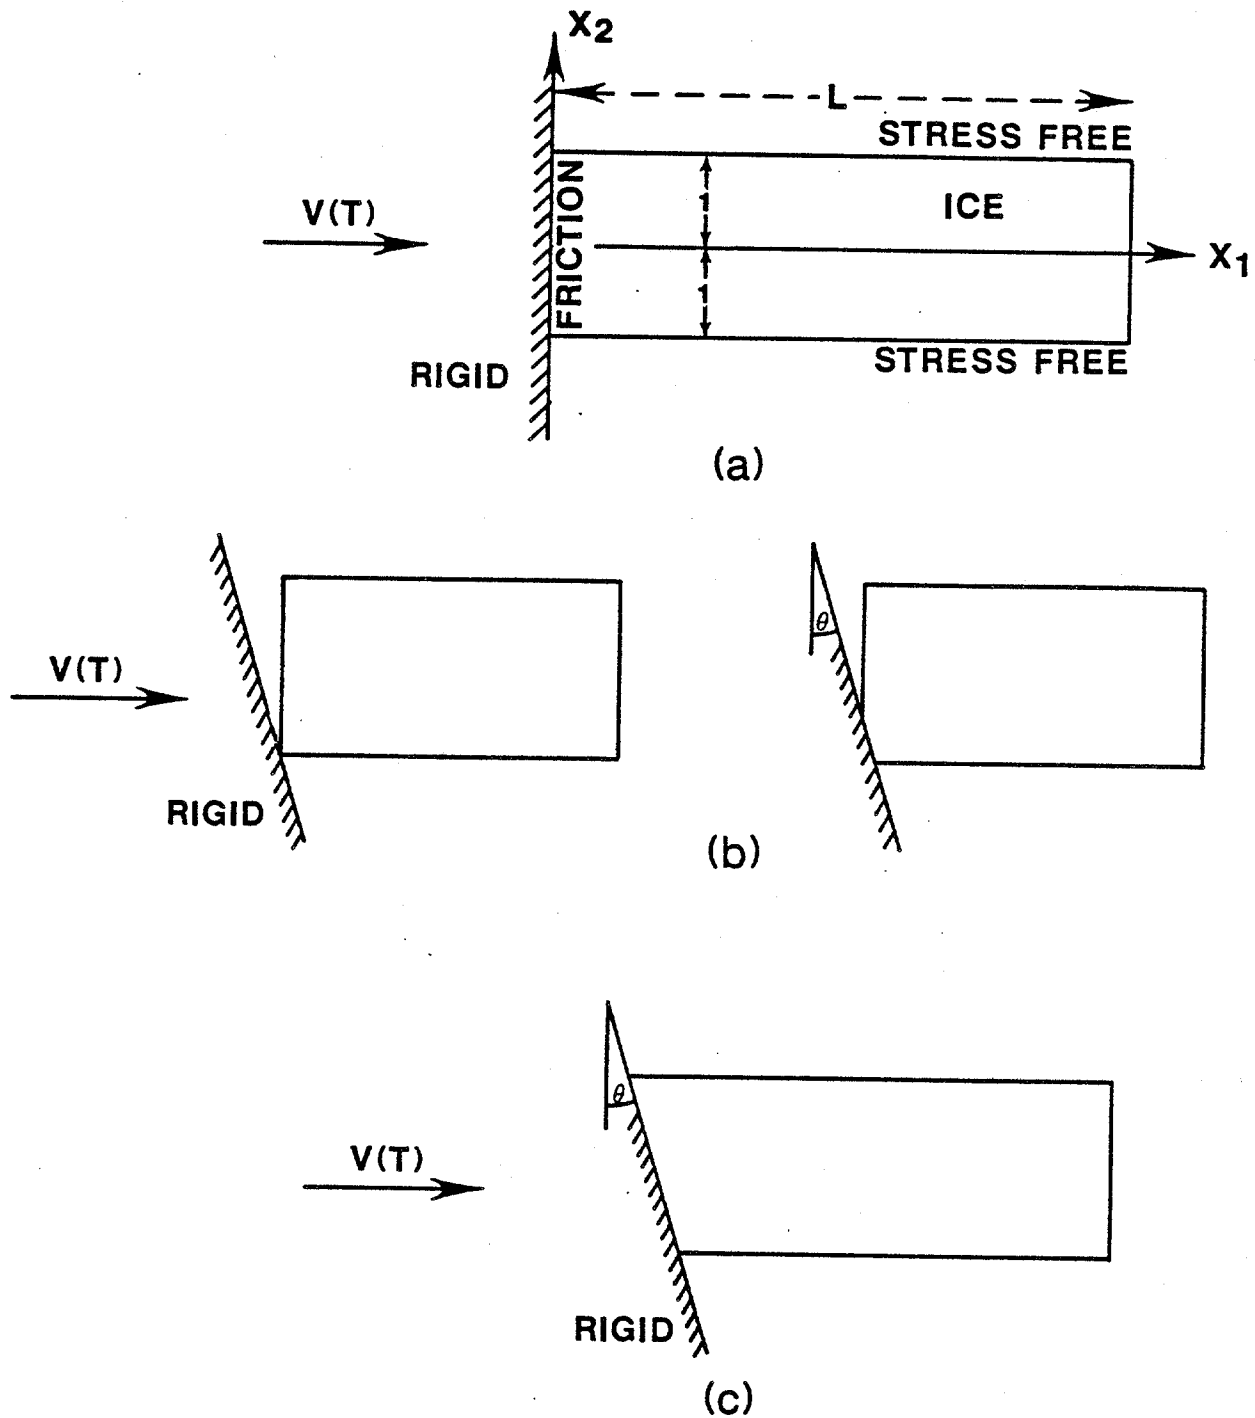 X2
L
STRESS FREE
FRICTION
1
ICE
V(T)
X1
1
RIGID
STRESS FREE
(a)
θ
V(T)
RIGID
(b)
θ
V(T)
RIGID
(c)